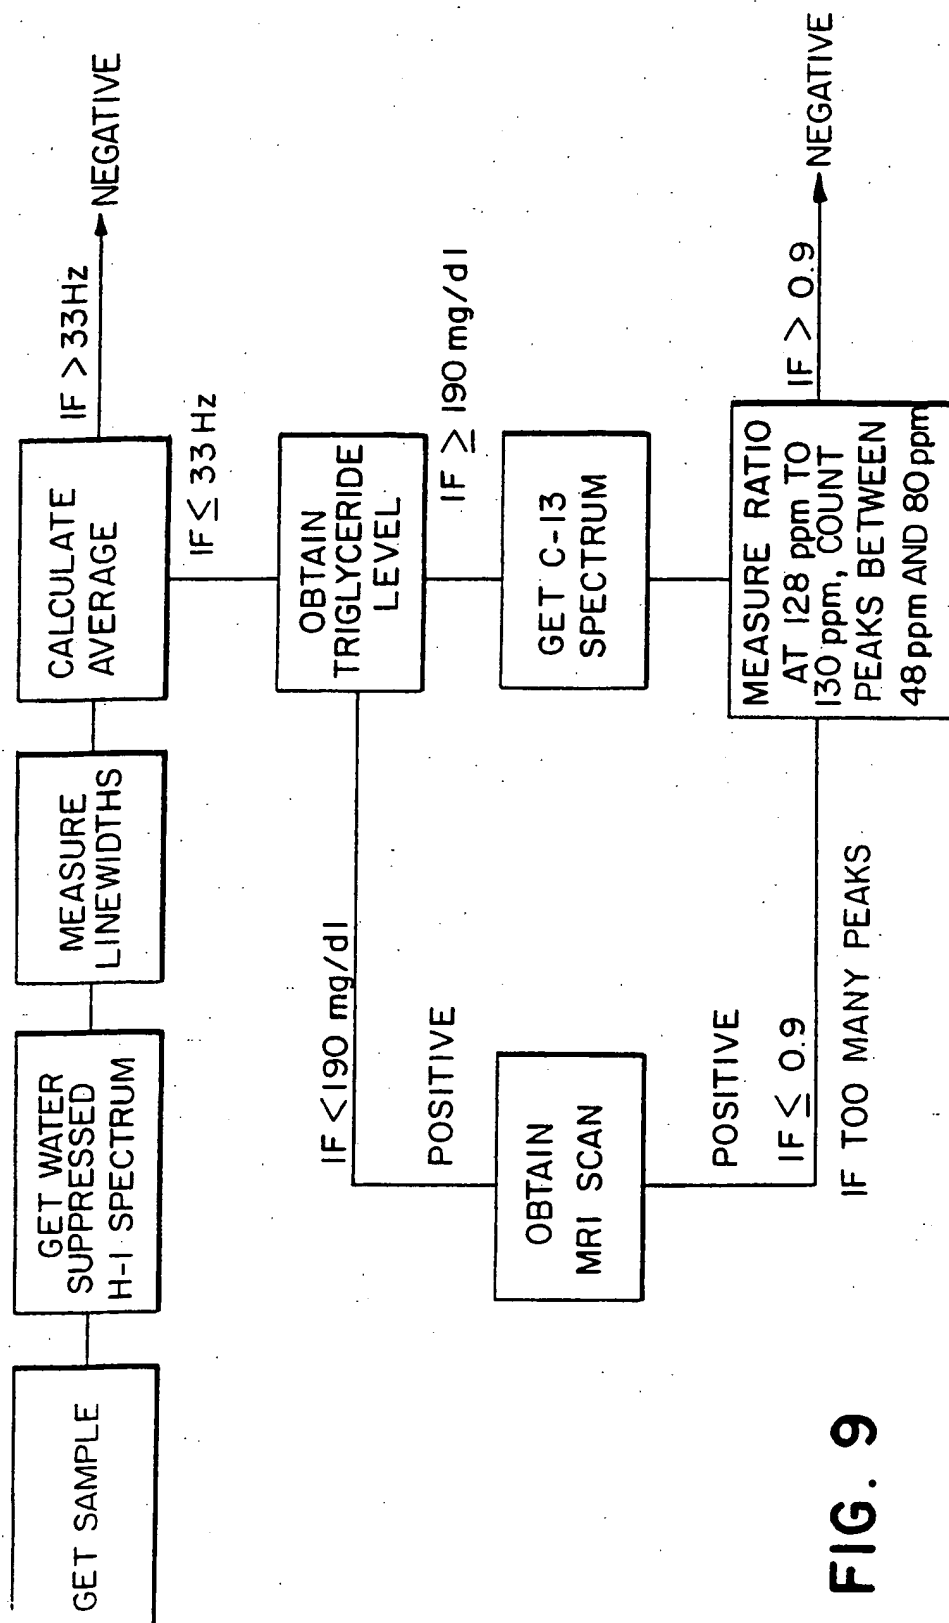 GET SAMPLE
GET WATER
SUPPRESSED
H-1 SPECTRUM
MEASURE
LINEWIDTHS
CALCULATE
AVERAGE
IF > 33Hz
NEGATIVE
IF ≤ 33 Hz
OBTAIN
TRIGLYCERIDE
LEVEL
IF < 190 mg/dl
POSITIVE
IF ≥ 190 mg/dl
OBTAIN
MRI SCAN
GET C-13
SPECTRUM
POSITIVE
IF ≤ 0.9
IF TOO MANY PEAKS
MEASURE RATIO
AT 128 ppm TO
130 ppm, COUNT
PEAKS BETWEEN
48 ppm AND 80 ppm
IF > 0.9
NEGATIVE
FIG. 9